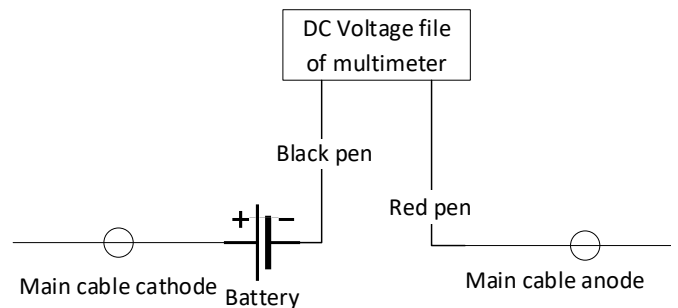 DC Voltage file
of multimeter
Black pen
Red pen
+ −
Main cable cathode
Battery
Main cable anode